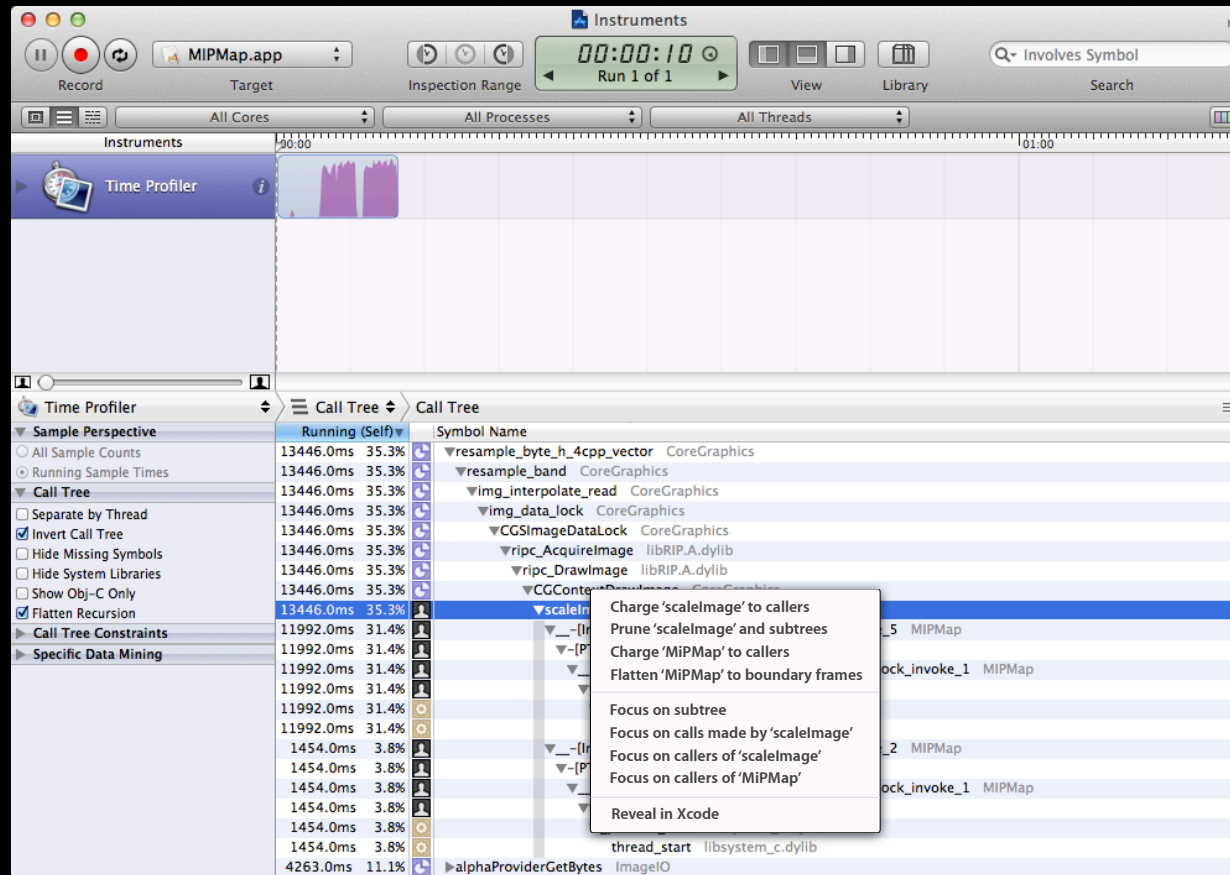 Instruments
MIPMap.app
00:00:10
Run 1 of 1
Involves Symbol
Record
Target
Inspection Range
View
Library
Search
All Cores
All Processes
All Threads
Instruments
00:00
01:00
Time Profiler
Time Profiler
Call Tree
Call Tree
Sample Perspective
All Sample Counts
Running Sample Times
Call Tree
Separate by Thread
Invert Call Tree
Hide Missing Symbols
Hide System Libraries
Show Obj-C Only
Flatten Recursion
Call Tree Constraints
Specific Data Mining
Running (Self) Symbol Name
13446.0ms 35.3% resample_byte_h_4cpp_vector CoreGraphics
13446.0ms 35.3% resample_band CoreGraphics
13446.0ms 35.3% img_interpolate_read CoreGraphics
13446.0ms 35.3% img_data_lock CoreGraphics
13446.0ms 35.3% CGSImageDataLock CoreGraphics
13446.0ms 35.3% ripc_AcquireImage libRIP.A.dylib
13446.0ms 35.3% ripc_DrawImage libRIP.A.dylib
13446.0ms 35.3% CGContextDrawImage CoreGraphics
13446.0ms 35.3% scaleIm
11992.0ms 31.4% __-[I _5 MIPMap
11992.0ms 31.4% -[P
11992.0ms 31.4% __ ock_invoke_1 MIPMap
11992.0ms 31.4%
11992.0ms 31.4%
11992.0ms 31.4%
1454.0ms 3.8% __-[I _2 MIPMap
1454.0ms 3.8% -[P
1454.0ms 3.8% __ ock_invoke_1 MIPMap
1454.0ms 3.8%
1454.0ms 3.8%
1454.0ms 3.8% thread_start libsystem_c.dylib
4263.0ms 11.1% alphaProviderGetBytes ImageIO
Charge ‘scaleImage’ to callers
Prune ‘scaleImage’ and subtrees
Charge ‘MiPMap’ to callers
Flatten ‘MiPMap’ to boundary frames
Focus on subtree
Focus on calls made by ‘scaleImage’
Focus on callers of ‘scaleImage’
Focus on callers of ‘MiPMap’
Reveal in Xcode